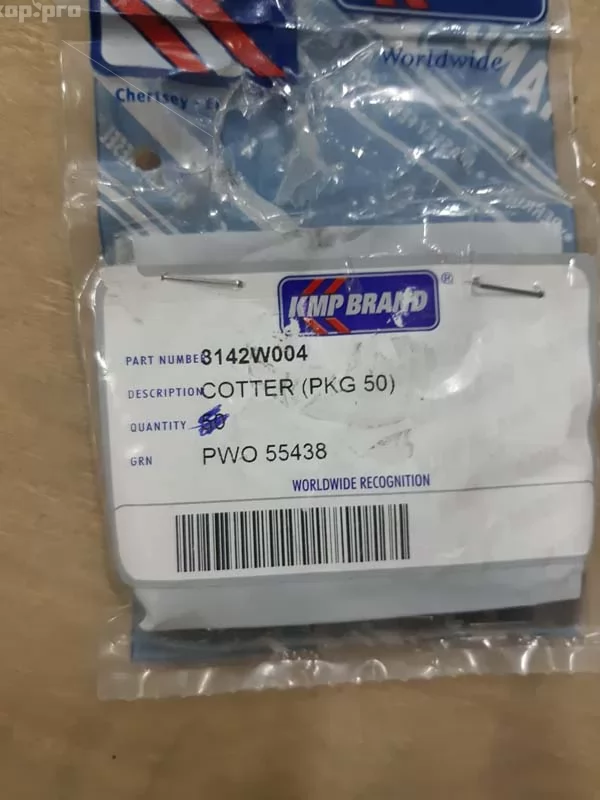 xap.pro
Worldwide
Chertsey
KMP BRAND ®
PART NUMBER 3142W004
DESCRIPTION COTTER (PKG 50)
QUANTITY 50
GRN PWO 55438
WORLDWIDE RECOGNITION